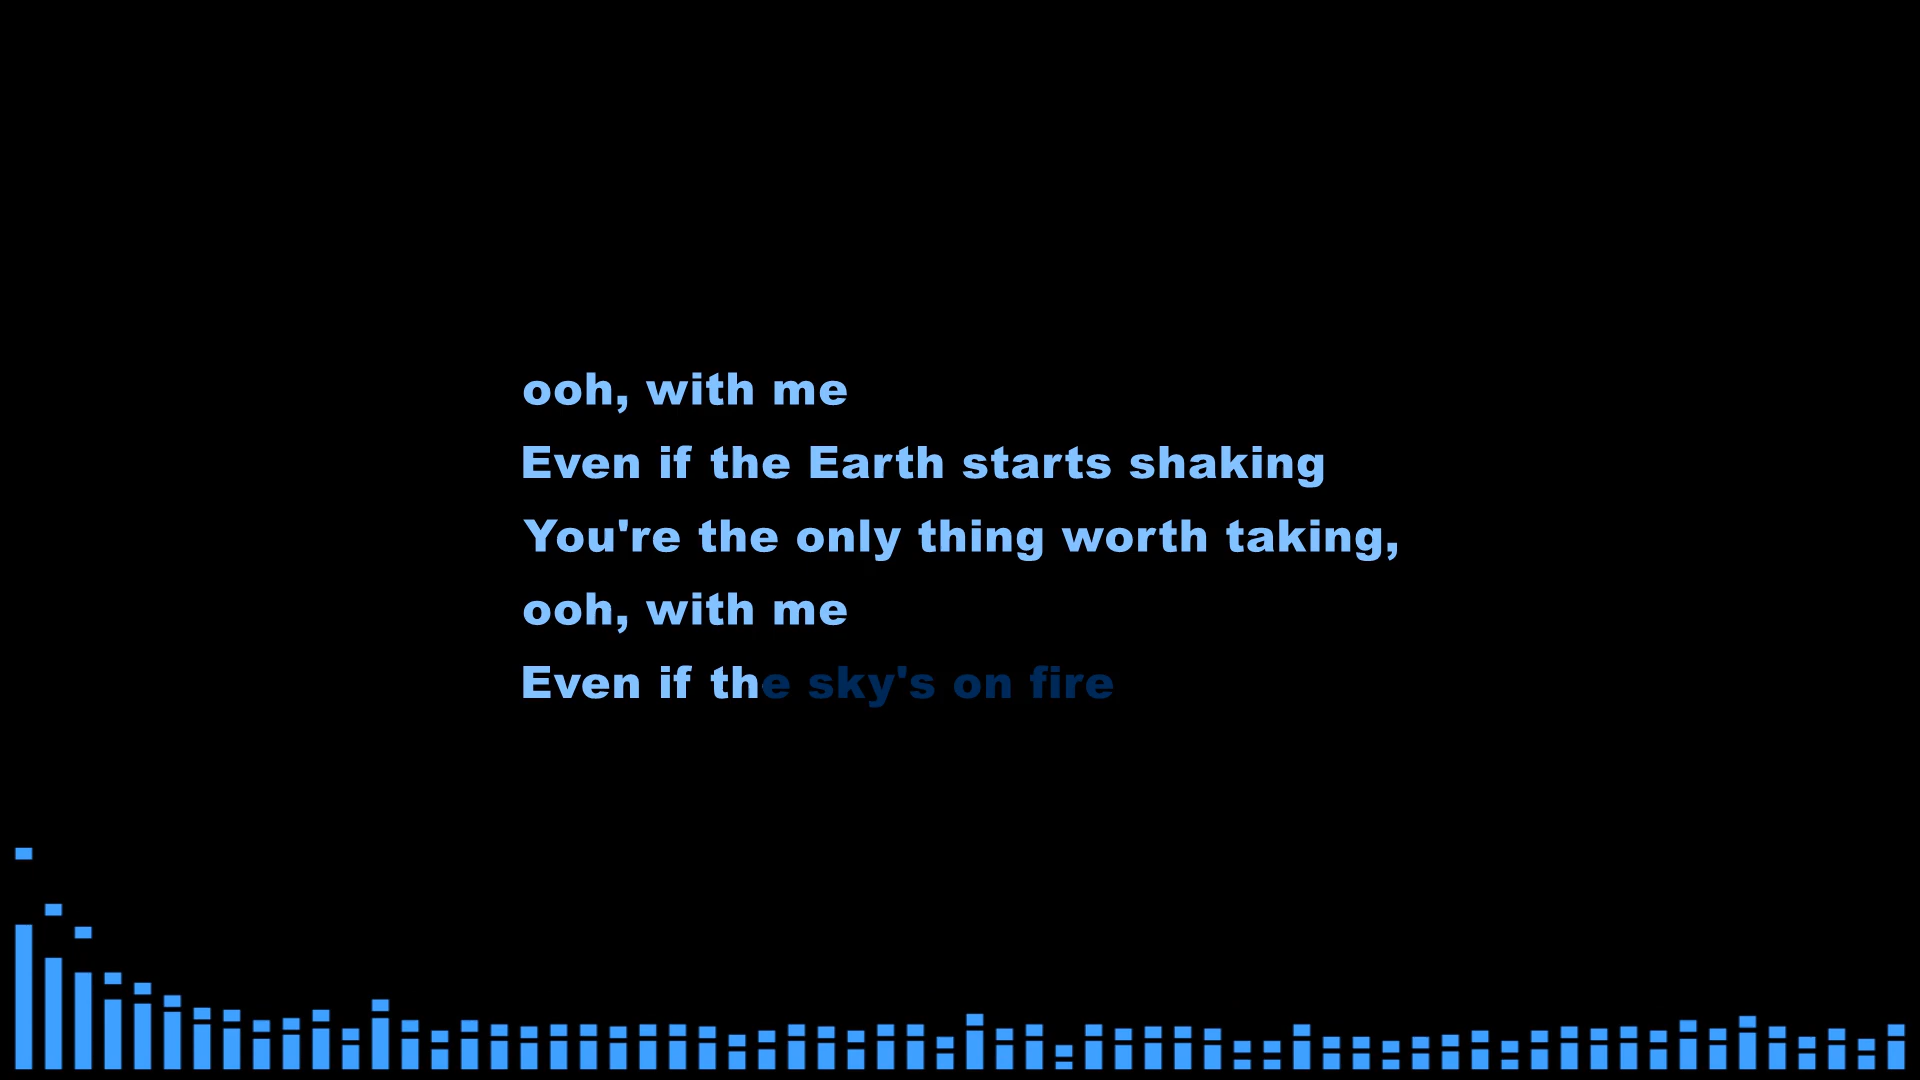 ooh, with me
Even if the Earth starts shaking
You're the only thing worth taking,
ooh, with me
Even if the sky's on fire